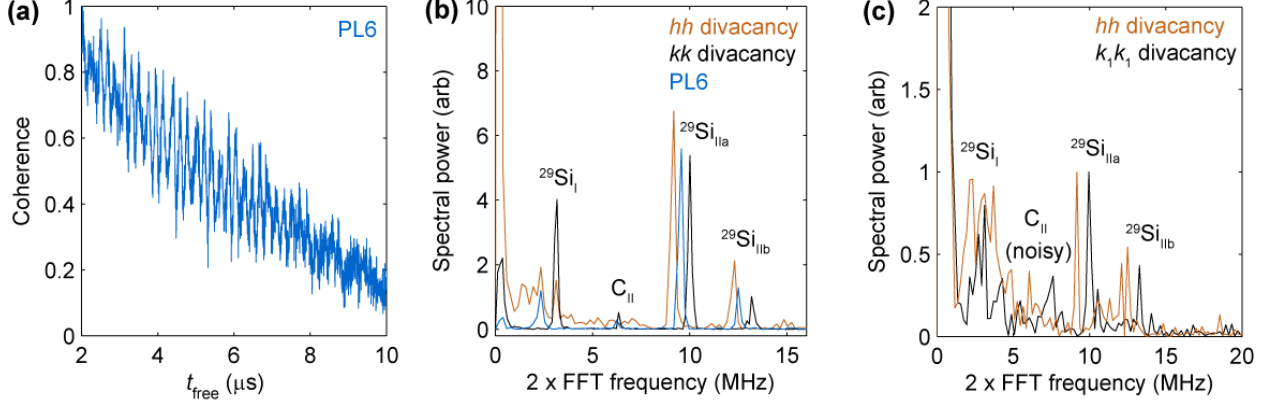 (a)
PL6
Coherence
1
0.8
0.6
0.4
0.2
0
2
4
6
8
10
t_free (μs)
(b)
hh divacancy
kk divacancy
PL6
Spectral power (arb)
10
8
6
4
2
0
²⁹Si_I
C_II
²⁹Si_IIa
²⁹Si_IIb
0
5
10
15
2 x FFT frequency (MHz)
(c)
hh divacancy
k₁k₁ divacancy
Spectral power (arb)
2
1.5
1
0.5
0
²⁹Si_I
C_II
(noisy)
²⁹Si_IIa
²⁹Si_IIb
0
5
10
15
20
2 x FFT frequency (MHz)